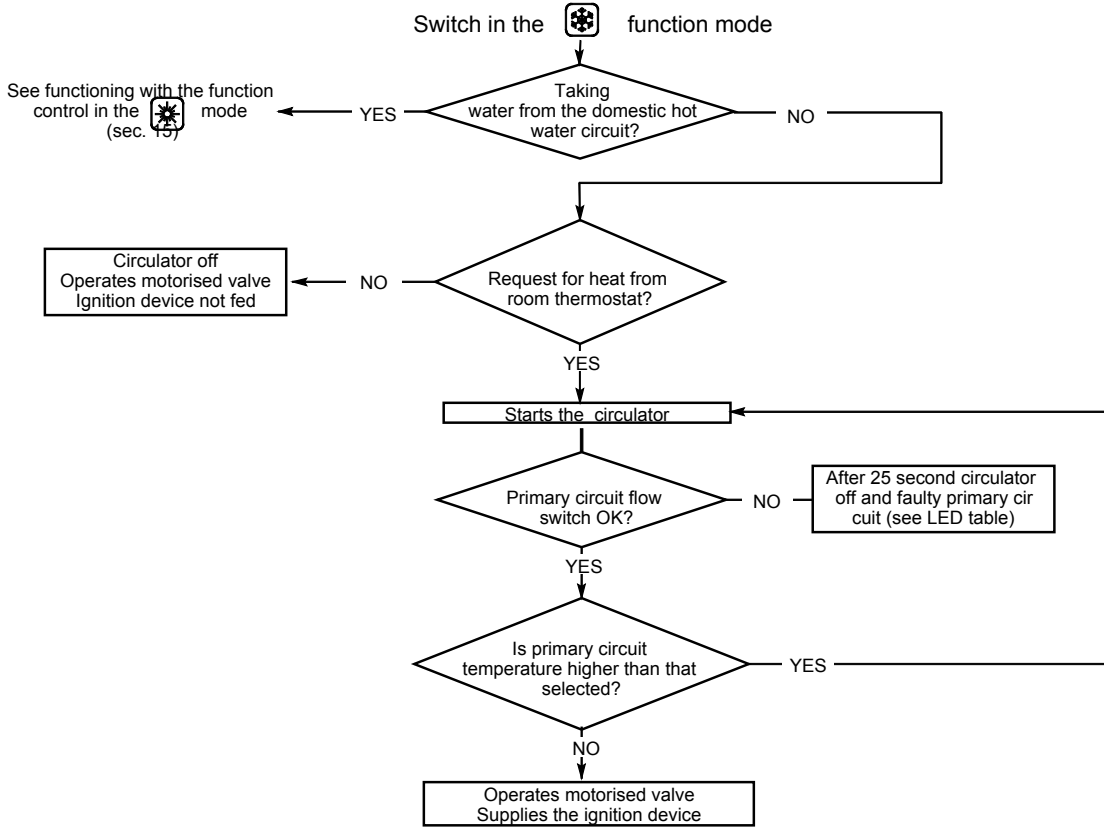 Switch in the function mode
Taking
water from the domestic hot
water circuit?
YES
NO
See functioning with the function
control in the mode
(sec. 15)
Request for heat from
room thermostat?
NO
Circulator off
Operates motorised valve
Ignition device not fed
YES
Starts the circulator
Primary circuit flow
switch OK?
NO
After 25 second circulator
off and faulty primary cir
cuit (see LED table)
YES
Is primary circuit
temperature higher than that
selected?
YES
NO
Operates motorised valve
Supplies the ignition device